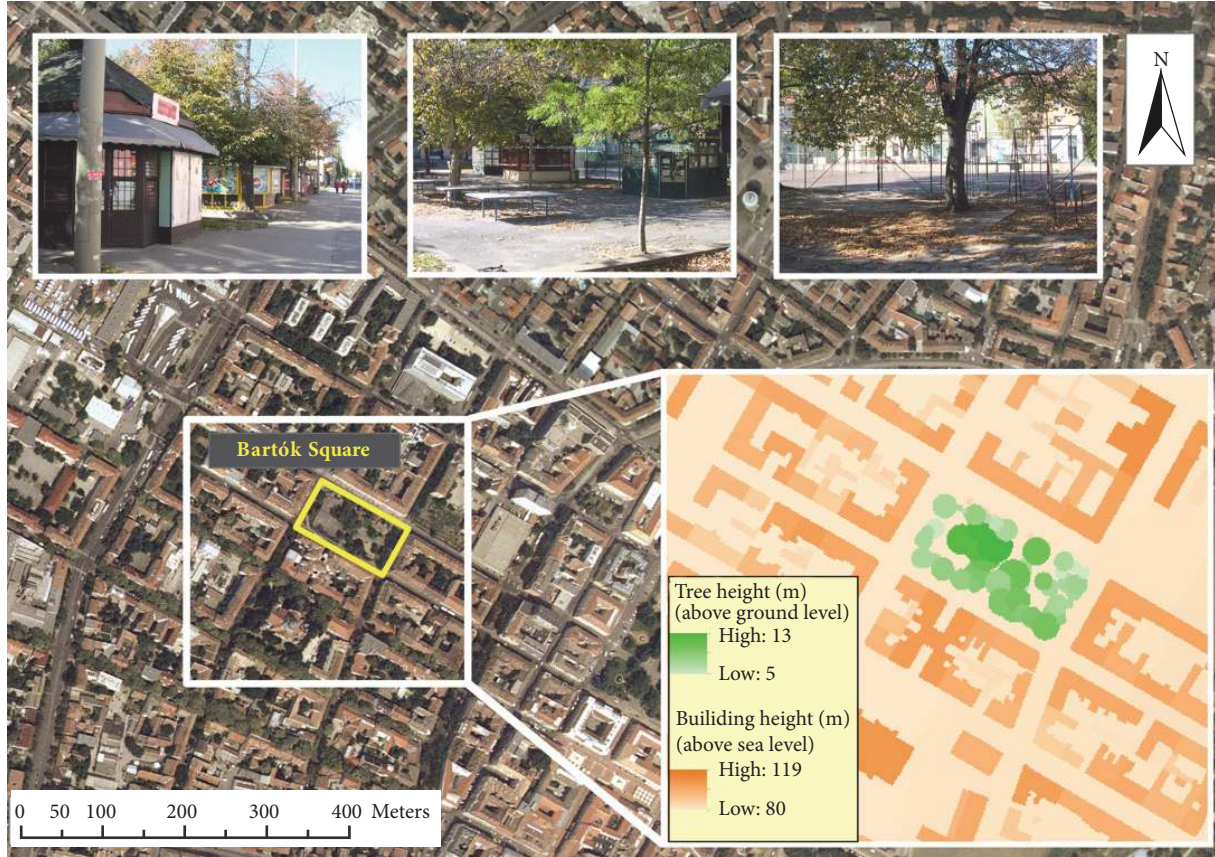 N
Bartók Square
Tree height (m)
(above ground level)
High: 13
Low: 5
Builiding height (m)
(above sea level)
High: 119
Low: 80
0 50 100 200 300 400 Meters